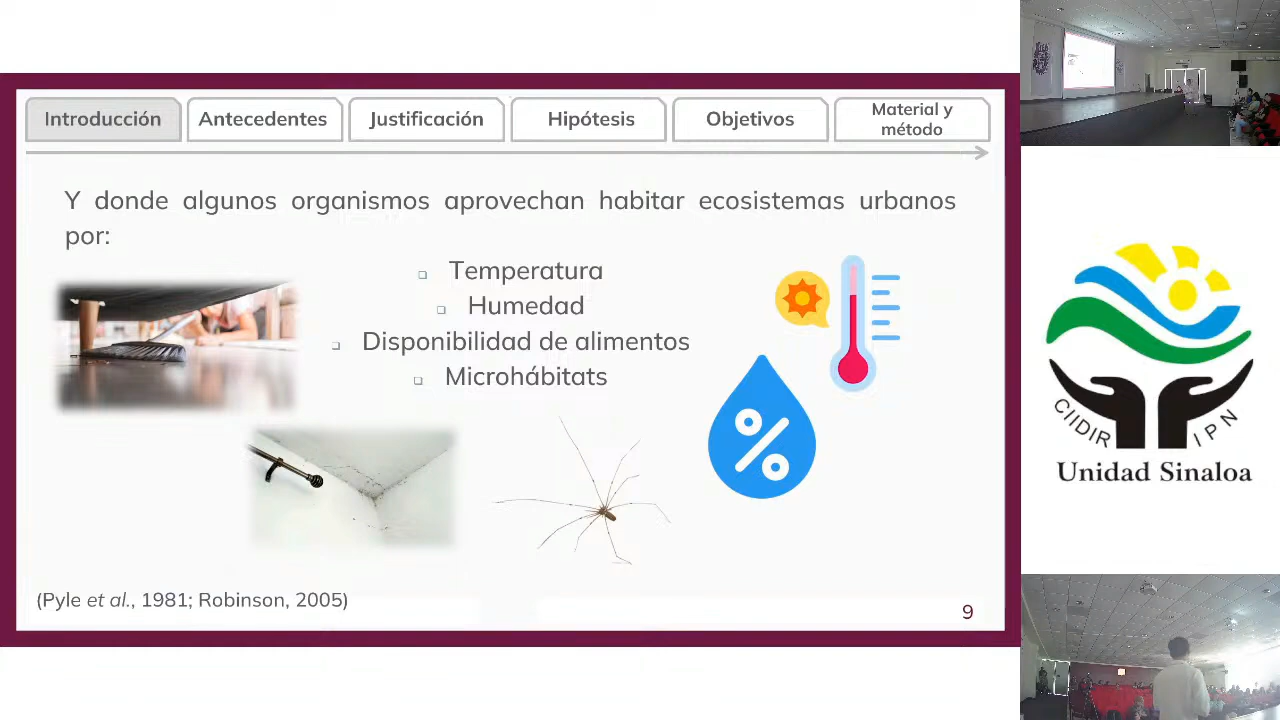 Introducción
Antecedentes
Justificación
Hipótesis
Objetivos
Material y
método
Y donde algunos organismos aprovechan habitar ecosistemas urbanos
por:
Temperatura
Humedad
Disponibilidad de alimentos
Microhábitats
%
(Pyle et al., 1981; Robinson, 2005)
9
CIIDIR IPN
Unidad Sinaloa